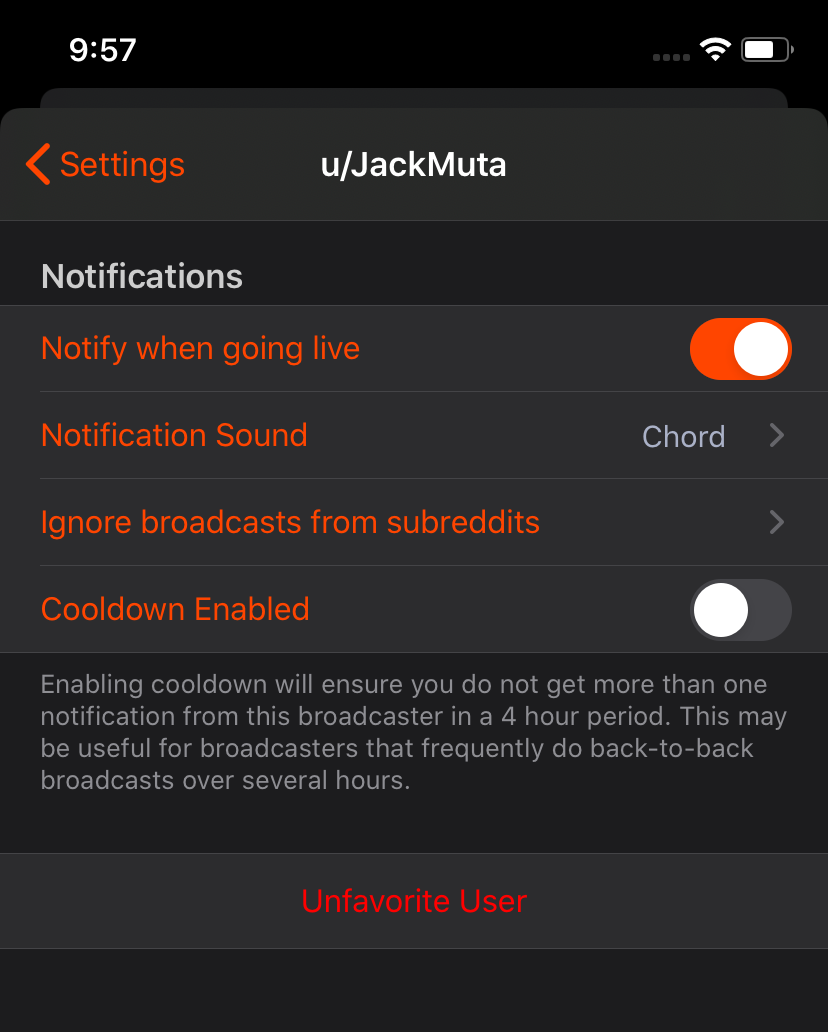 9:57
Settings
u/JackMuta
Notifications
Notify when going live
Notification Sound
Chord
Ignore broadcasts from subreddits
Cooldown Enabled
Enabling cooldown will ensure you do not get more than one
notification from this broadcaster in a 4 hour period. This may
be useful for broadcasters that frequently do back-to-back
broadcasts over several hours.
Unfavorite User